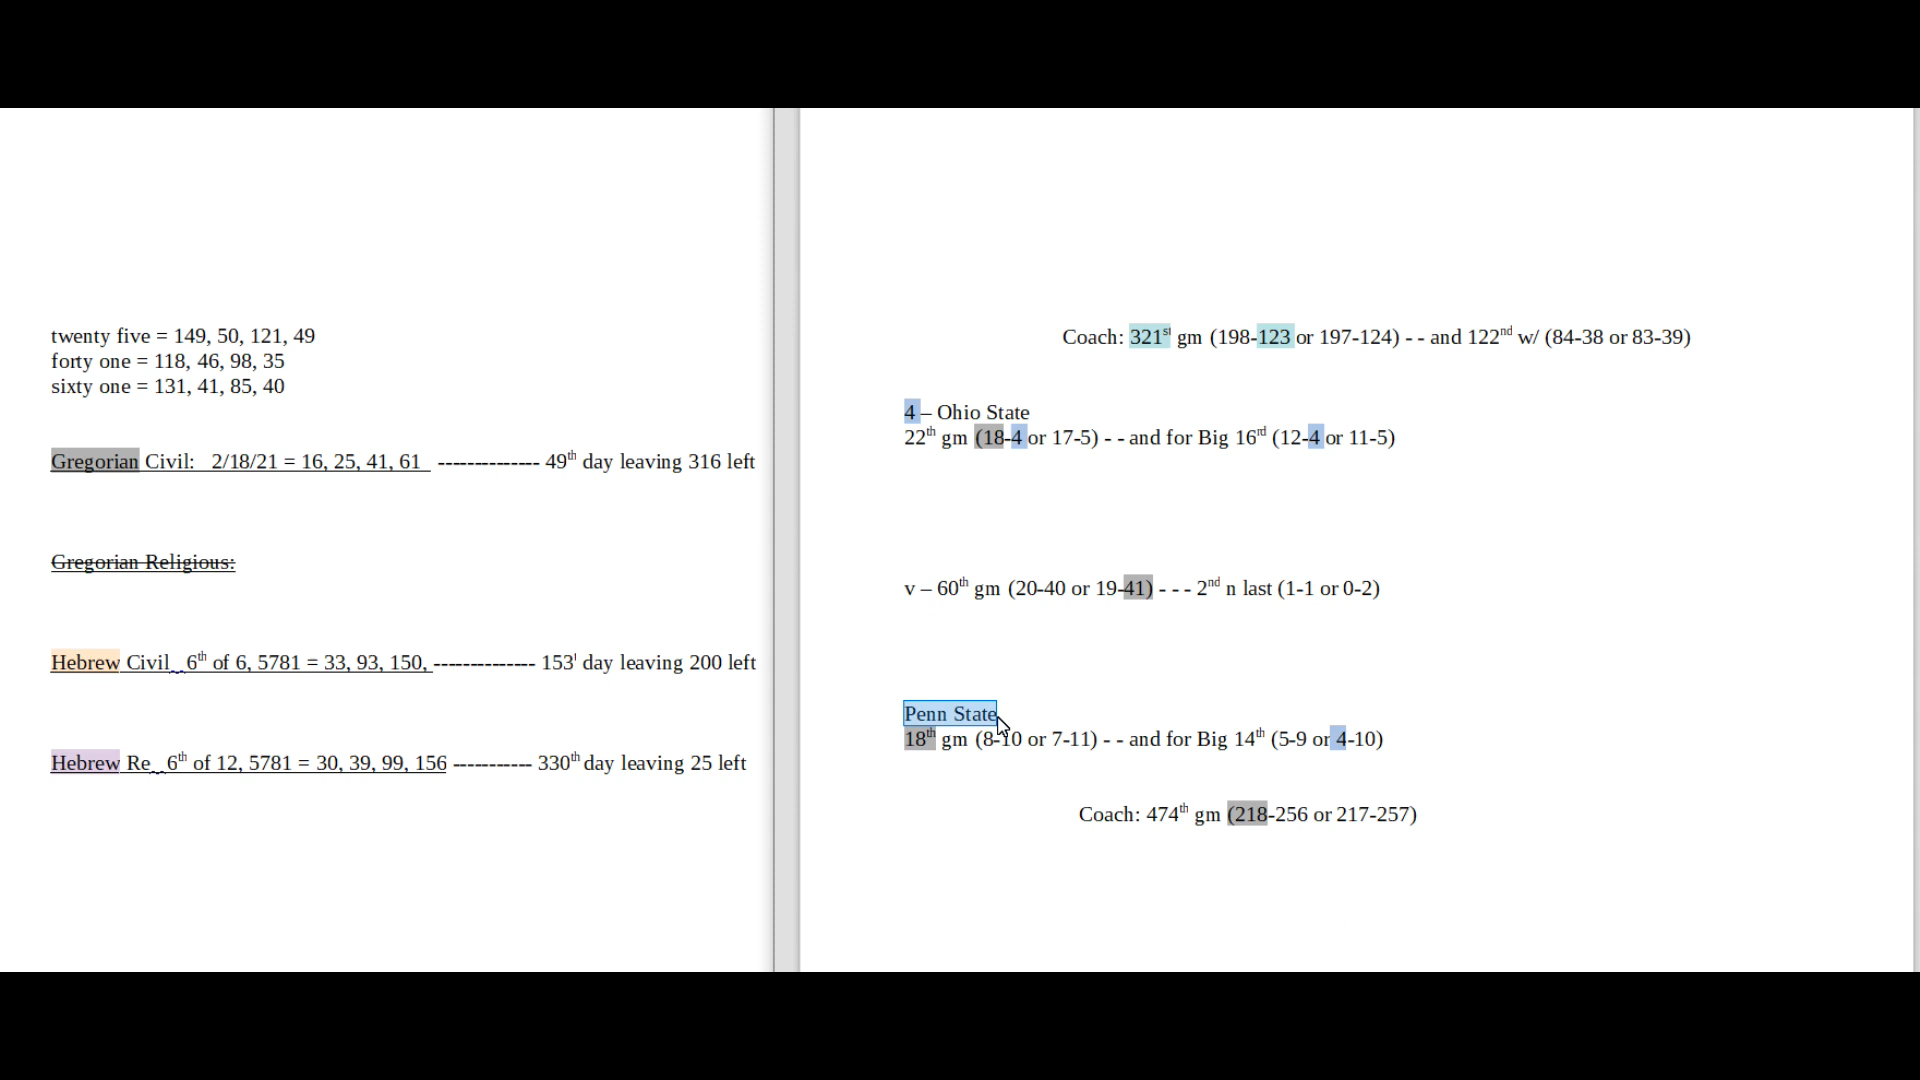 twenty five = 149, 50, 121, 49
forty one = 118, 46, 98, 35
sixty one = 131, 41, 85, 40
Gregorian Civil: 2/18/21 = 16, 25, 41, 61 -------------- 49th day leaving 316 left
Gregorian Religious:
Hebrew Civil 6th of 6, 5781 = 33, 93, 150, -------------- 153' day leaving 200 left
Hebrew Re 6th of 12, 5781 = 30, 39, 99, 156 ----------- 330th day leaving 25 left
Coach: 321st gm (198-123 or 197-124) - - and 122nd w/ (84-38 or 83-39)
4 – Ohio State
22th gm (18-4 or 17-5) - - and for Big 16rd (12-4 or 11-5)
v – 60th gm (20-40 or 19-41) - - - 2nd n last (1-1 or 0-2)
Penn State
18th gm (8-10 or 7-11) - - and for Big 14th (5-9 or 4-10)
Coach: 474th gm (218-256 or 217-257)